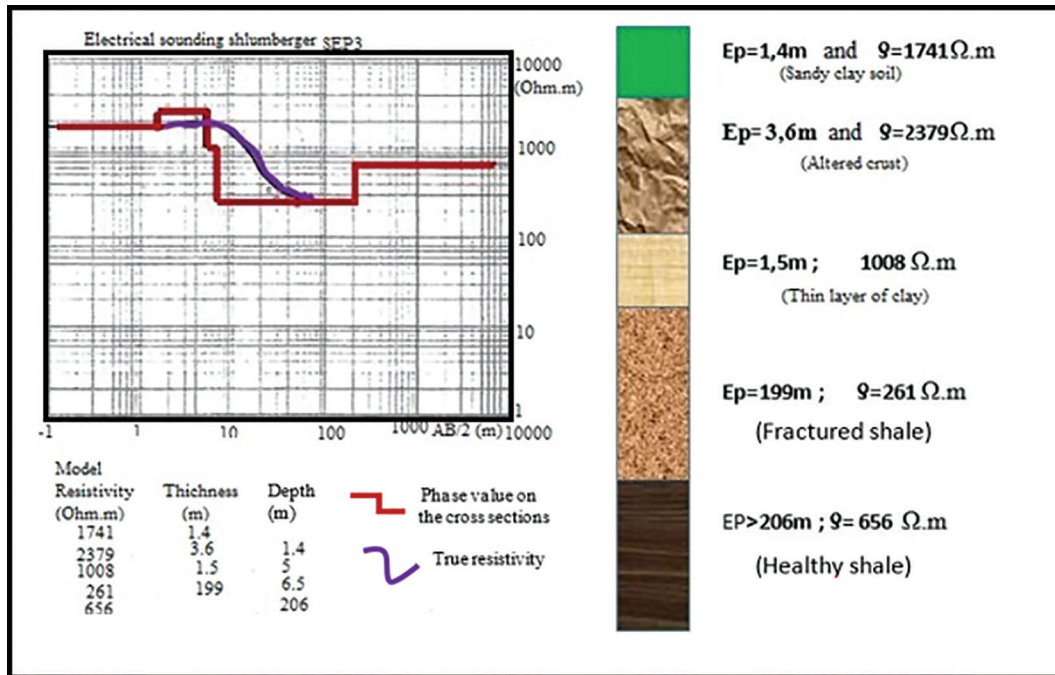 Electrical sounding shlumberger SEP3
10000
(Ohm.m)
1000
100
10
1
-1 1 10 100 1000 AB/2 (m) 10000
Model
Resistivity Thichness Depth
(Ohm.m) (m) (m)
1741 1.4
2379 3.6 1.4
1008 1.5 5
261 199 6.5
656 206
Phase value on
the cross sections
True resistivity
Ep=1,4m and ϱ=1741Ω.m
(Sandy clay soil)
Ep= 3,6m and ϱ=2379Ω.m
(Altered crust)
Ep=1,5m ; 1008 Ω.m
(Thin layer of clay)
Ep=199m ; ϱ=261 Ω.m
(Fractured shale)
EP>206m ; ϱ= 656 Ω.m
(Healthy shale)